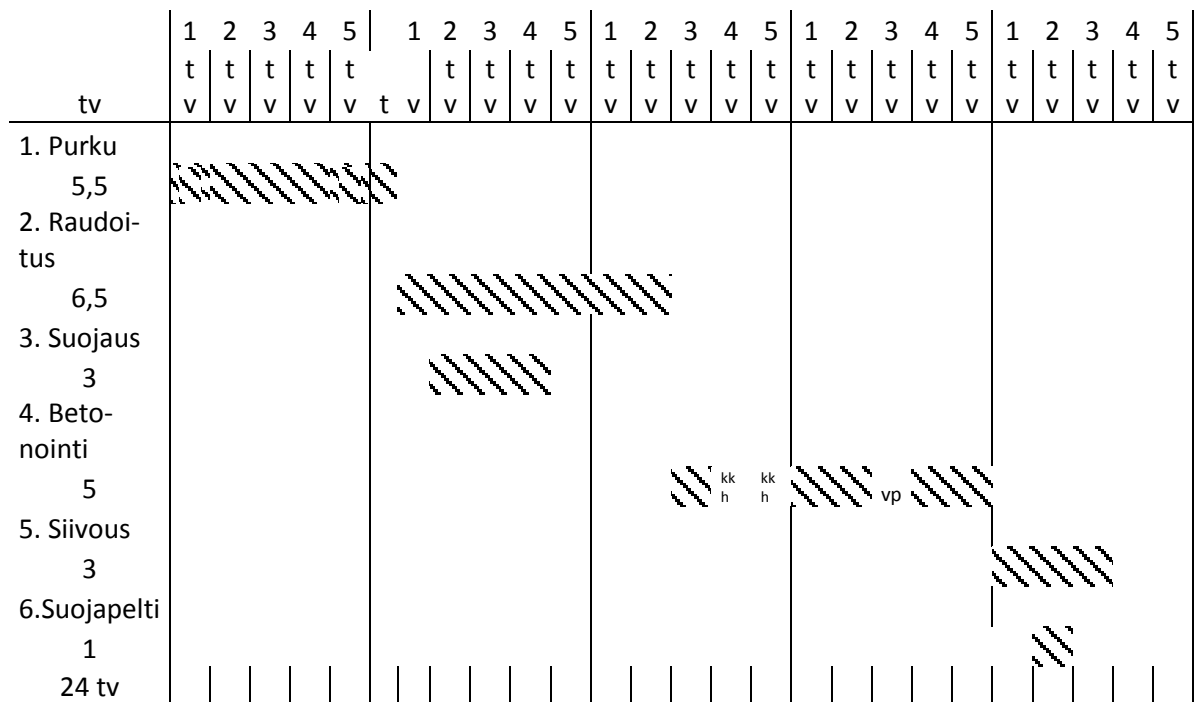 1 2 3 4 5 1 2 3 4 5 1 2 3 4 5 1 2 3 4 5 1 2 3 4 5
t t t t t t t t t t t t t t t t t t t t t t t t
tv v v v v v t v v v v v v v v v v v v v v v v v v v v
1. Purku
5,5
2. Raudoi-
tus
6,5
3. Suojaus
3
4. Beto-
nointi
kk kk
5 h h vp
5. Siivous
3
6.Suojapelti
1
24 tv